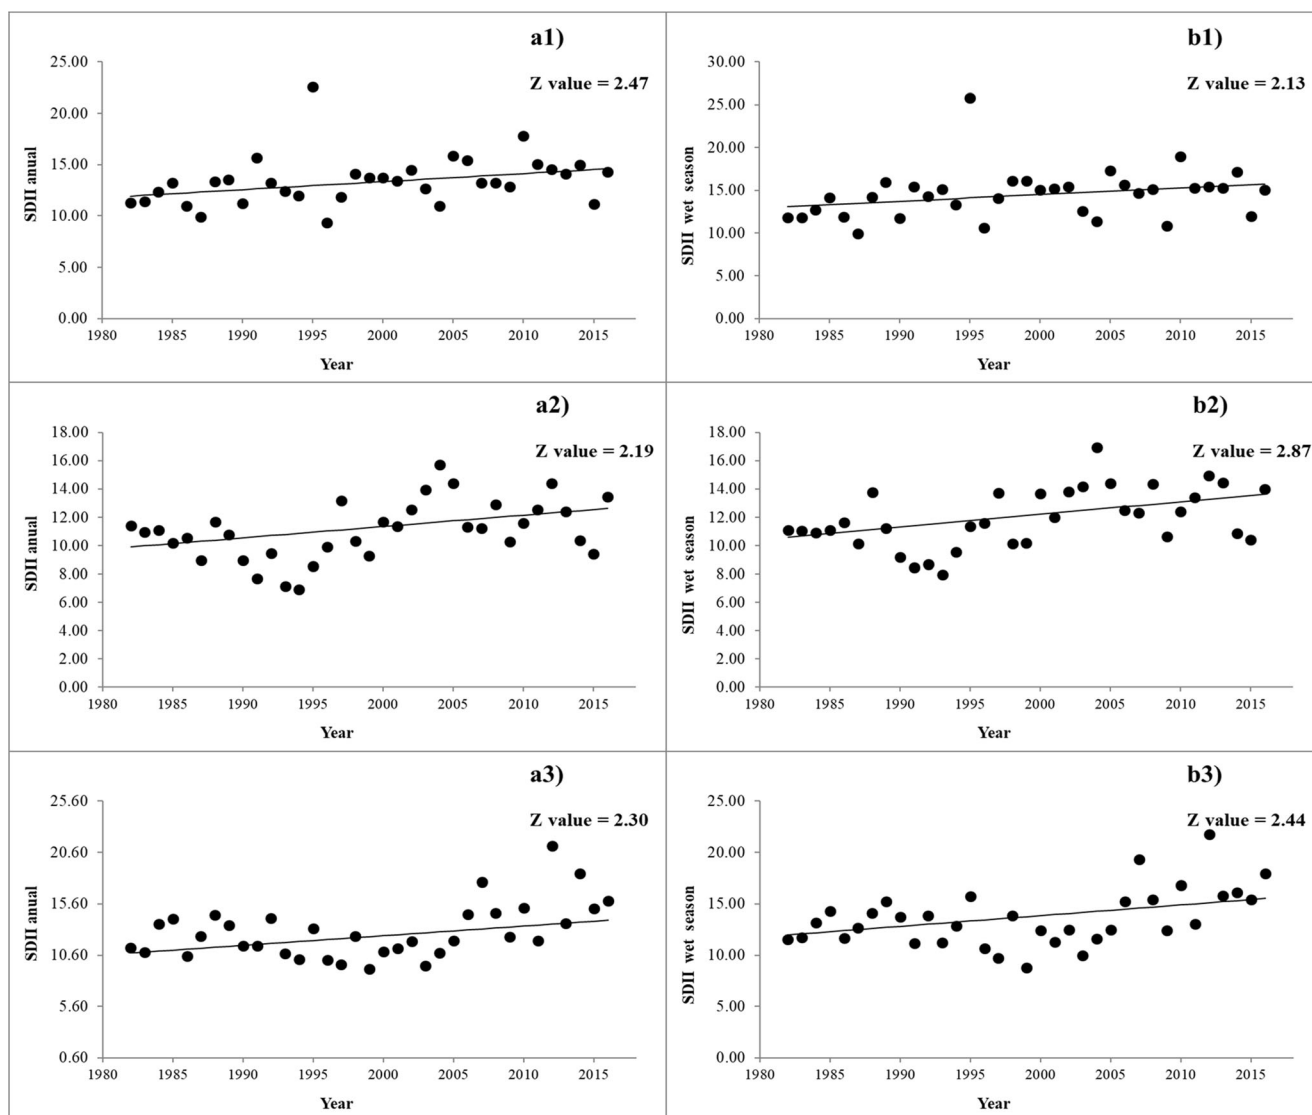 a1)
Z value = 2.47
25.00
20.00
15.00
10.00
5.00
0.00
SDII anual
1980 1985 1990 1995 2000 2005 2010 2015
Year
b1)
Z value = 2.13
30.00
25.00
20.00
15.00
10.00
5.00
0.00
SDII wet season
1980 1985 1990 1995 2000 2005 2010 2015
Year
a2)
Z value = 2.19
18.00
16.00
14.00
12.00
10.00
8.00
6.00
4.00
2.00
0.00
SDII anual
1980 1985 1990 1995 2000 2005 2010 2015
Year
b2)
Z value = 2.87
18.00
16.00
14.00
12.00
10.00
8.00
6.00
4.00
2.00
0.00
SDII wet season
1980 1985 1990 1995 2000 2005 2010 2015
Year
a3)
Z value = 2.30
25.60
20.60
15.60
10.60
5.60
0.60
SDII anual
1980 1985 1990 1995 2000 2005 2010 2015
Year
b3)
Z value = 2.44
25.00
20.00
15.00
10.00
5.00
0.00
SDII wet season
1980 1985 1990 1995 2000 2005 2010 2015
Year